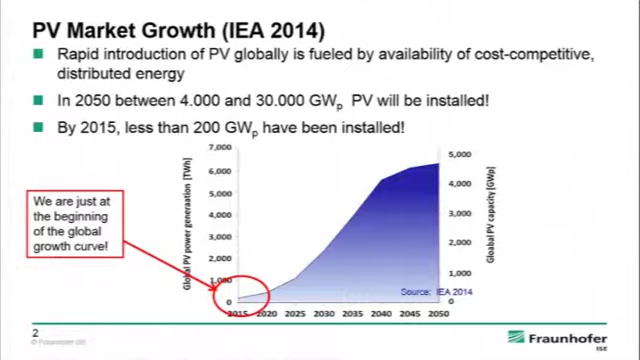 PV Market Growth (IEA 2014)
Rapid introduction of PV globally is fueled by availability of cost-competitive,
distributed energy
In 2050 between 4.000 and 30.000 GWp PV will be installed!
By 2015, less than 200 GWp have been installed!
We are just at
the beginning
of the global
growth curve!
Global PV power generaation [TWh]
7,000
6,000
5,000
4,000
3,000
2,000
1,000
0
5,000
4,000
3,000
2,000
1,000
0
Gloabal PV capacity [GWp]
Source: IEA 2014
2015 2020 2025 2030 2035 2040 2045 2050
2
© Fraunhofer ISE
Fraunhofer
ISE